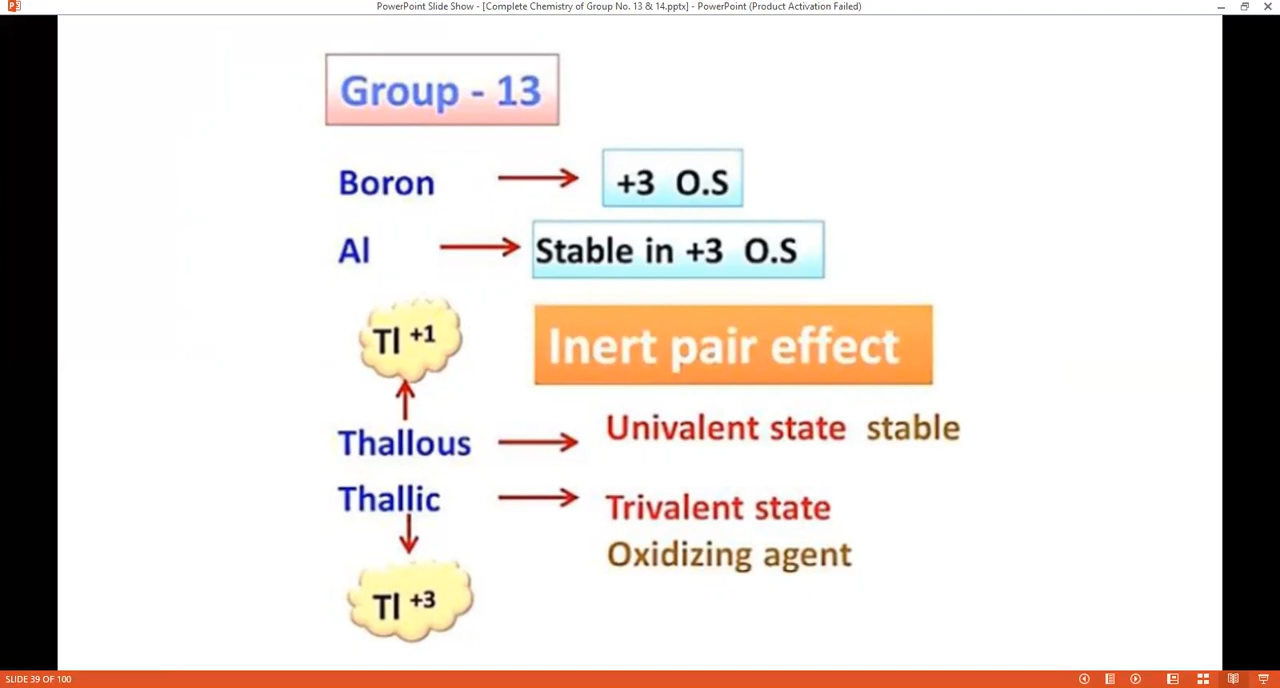 PowerPoint Slide Show - [Complete Chemistry of Group No. 13 & 14.pptx] - PowerPoint (Product Activation Failed)
Group - 13
Boron +3 O.S
Al Stable in +3 O.S
Tl +1 Inert pair effect
Thallous Univalent state stable
Thallic Trivalent state
Oxidizing agent
Tl +3
SLIDE 39 OF 100